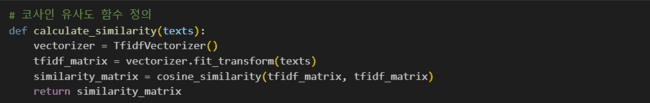 # 코사인 유사도 함수 정의
def calculate_similarity(texts):
    vectorizer = TfidfVectorizer()
    tfidf_matrix = vectorizer.fit_transform(texts)
    similarity_matrix = cosine_similarity(tfidf_matrix, tfidf_matrix)
    return similarity_matrix